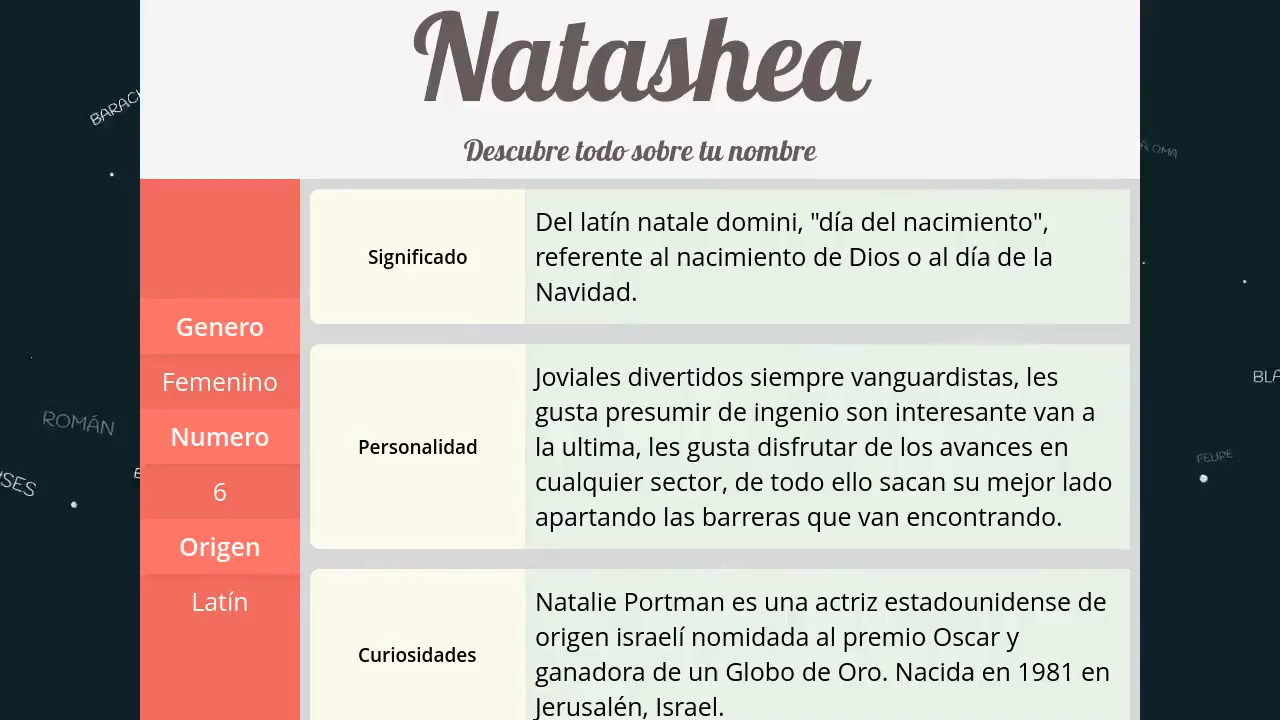 Natashea
Descubre todo sobre tu nombre
BARAC
ROMÁN
SES
ALOMA
BLA
FELIPE
Genero
Femenino
Numero
6
Origen
Latín
Significado
Del latín natale domini, "día del nacimiento",
referente al nacimiento de Dios o al día de la
Navidad.
Personalidad
Joviales divertidos siempre vanguardistas, les
gusta presumir de ingenio son interesante van a
la ultima, les gusta disfrutar de los avances en
cualquier sector, de todo ello sacan su mejor lado
apartando las barreras que van encontrando.
Curiosidades
Natalie Portman es una actriz estadounidense de
origen israelí nomidada al premio Oscar y
ganadora de un Globo de Oro. Nacida en 1981 en
Jerusalén, Israel.